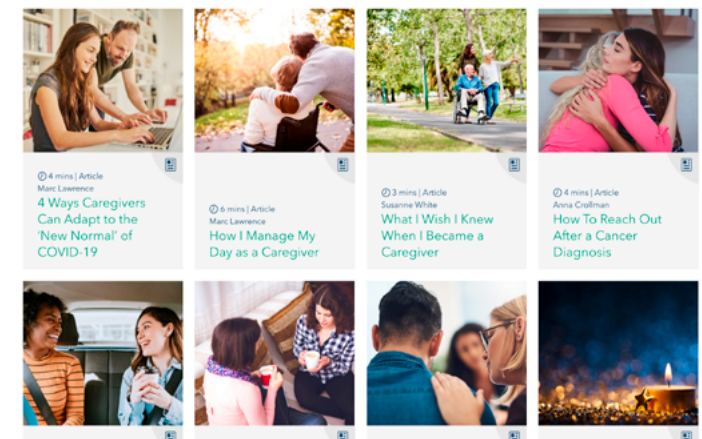 4 mins | Article
Marc Lawrence
4 Ways Caregivers
Can Adapt to the
‘New Normal’ of
COVID-19
6 mins | Article
Marc Lawrence
How I Manage My
Day as a Caregiver
3 mins | Article
Susanne White
What I Wish I Knew
When I Became a
Caregiver
4 mins | Article
Anna Crollman
How To Reach Out
After a Cancer
Diagnosis